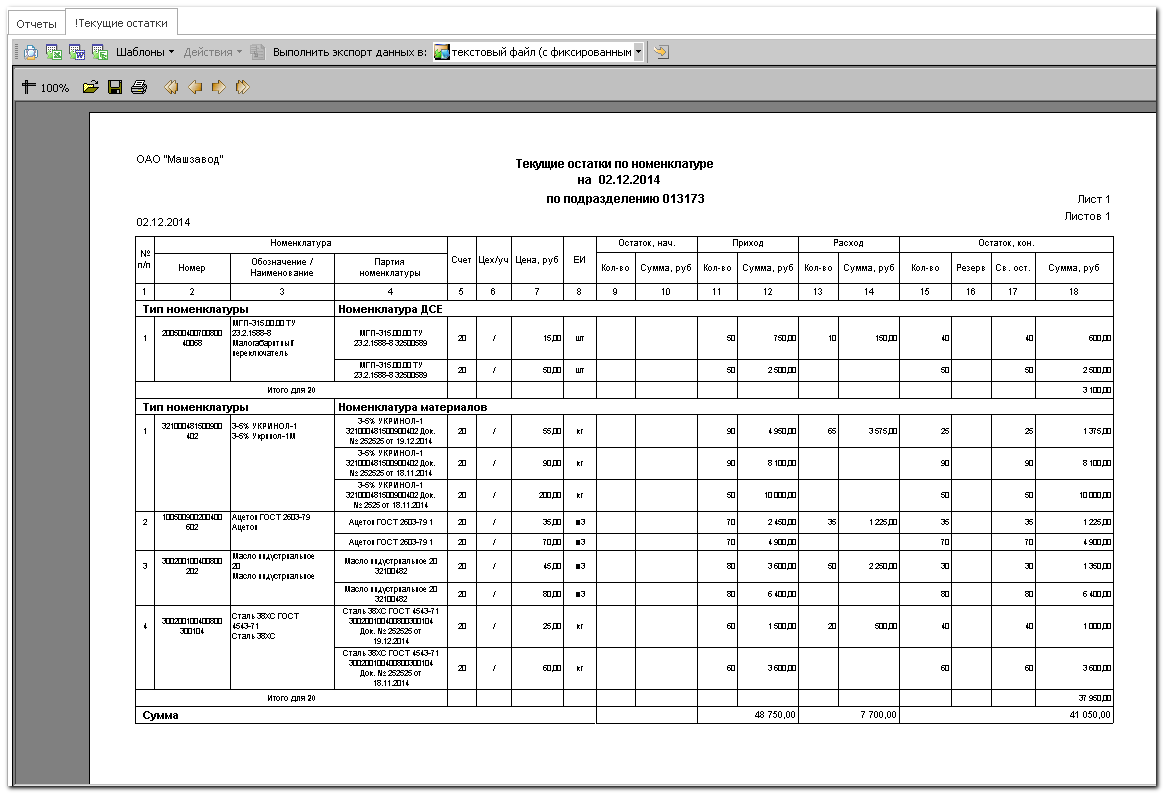 Отчеты !Текущие остатки
Шаблоны Действия Выполнить экспорт данных в: текстовый файл (с фиксированным
100%
ОАО "Машзавод"
Текущие остатки по номенклатуре
на 02.12.2014
по подразделению 013173
Лист 1
Листов 1
02.12.2014
№ п/п Номенклатура Счет Цех/уч Цена, руб ЕИ Остаток, нач. Приход Расход Остаток, кон.
Номер Обозначение / Наименование Партия номенклатуры Кол-во Сумма, руб Кол-во Сумма, руб Кол-во Сумма, руб Кол-во Резерв Св. ост. Сумма, руб
1 2 3 4 5 6 7 8 9 10 11 12 13 14 15 16 17 18
Тип номенклатуры Номенклатура ДСЕ
1 200500400700800 40068 МГП-315.00.00 ТУ 23.2.1588-8 Малогабаритный переключатель МГП-315.00.00 ТУ 23.2.1588-8 32500589 20 / 15,00 шт 50 750,00 10 150,00 40 40 600,00
МГП-315.00.00 ТУ 23.2.1588-8 32500589 20 / 50,00 шт 50 2 500,00 50 50 2 500,00
Итого для 20 3 100,00
Тип номенклатуры Номенклатура материалов
1 321000481500900 402 3-5% УКРИНОЛ-1 3-5% Укринол-1М 3-5% УКРИНОЛ-1 321000481500900402 Док. № 252525 от 19.12.2014 20 / 55,00 кг 90 4 950,00 65 3 575,00 25 25 1 375,00
3-5% УКРИНОЛ-1 321000481500900402 Док. № 252525 от 18.11.2014 20 / 90,00 кг 90 8 100,00 90 90 8 100,00
3-5% УКРИНОЛ-1 321000481500900402 Док. № 2525 от 18.11.2014 20 / 200,00 кг 50 10 000,00 50 50 10 000,00
2 100500900200400 602 Ацетон ГОСТ 2603-79 Ацетон Ацетон ГОСТ 2603-79 1 20 / 35,00 м3 70 2 450,00 35 1 225,00 35 35 1 225,00
Ацетон ГОСТ 2603-79 1 20 / 70,00 м3 70 4 900,00 70 70 4 900,00
3 300200100400800 202 Масло индустриальное 20 Масло индустриальное Масло индустриальное 20 32100482 20 / 45,00 м3 80 3 600,00 50 2 250,00 30 30 1 350,00
Масло индустриальное 20 32100482 20 / 80,00 м3 80 6 400,00 80 80 6 400,00
4 300200100400800 300104 Сталь 38ХС ГОСТ 4543-71 Сталь 38ХС Сталь 38ХС ГОСТ 4543-71 300200100400800300104 Док. № 252525 от 19.12.2014 20 / 25,00 кг 60 1 500,00 20 500,00 40 40 1 000,00
Сталь 38ХС ГОСТ 4543-71 300200100400800300104 Док. № 252525 от 18.11.2014 20 / 60,00 кг 60 3 600,00 60 60 3 600,00
Итого для 20 37 950,00
Сумма 48 750,00 7 700,00 41 050,00